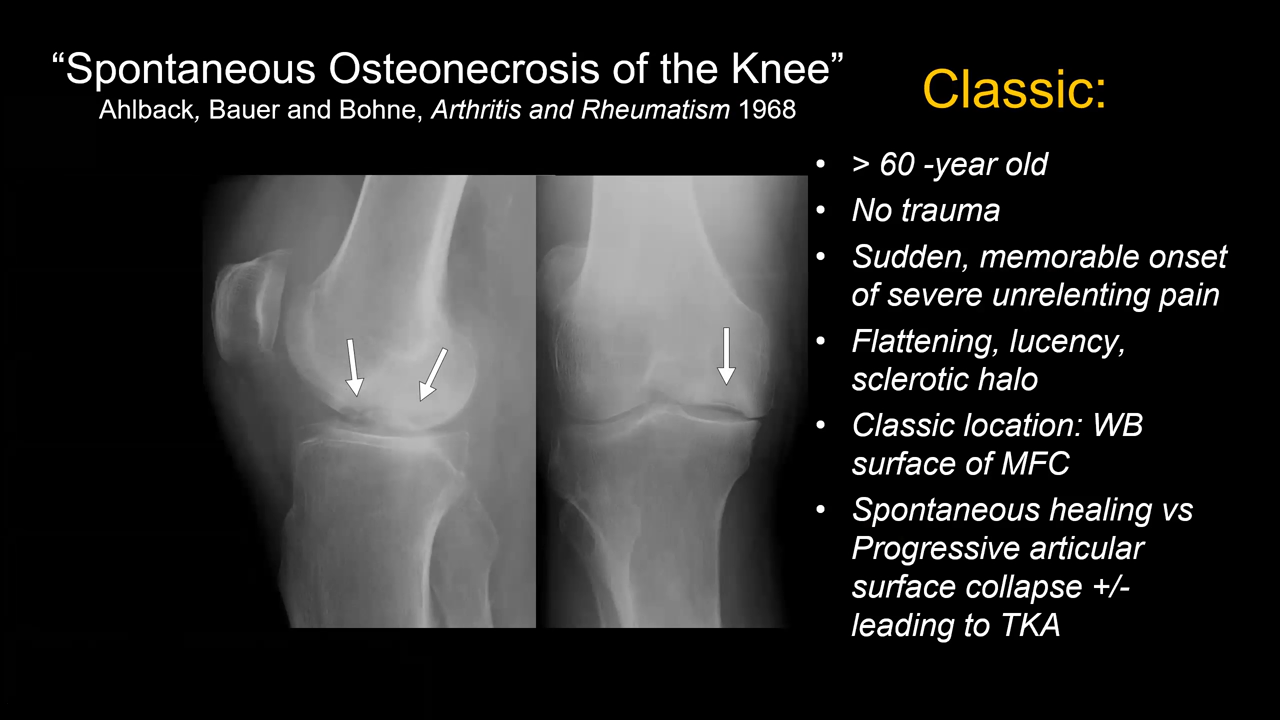 “Spontaneous Osteonecrosis of the Knee”
Ahlback, Bauer and Bohne, Arthritis and Rheumatism 1968
Classic:
• > 60 -year old
• No trauma
• Sudden, memorable onset
of severe unrelenting pain
• Flattening, lucency,
sclerotic halo
• Classic location: WB
surface of MFC
• Spontaneous healing vs
Progressive articular
surface collapse +/-
leading to TKA